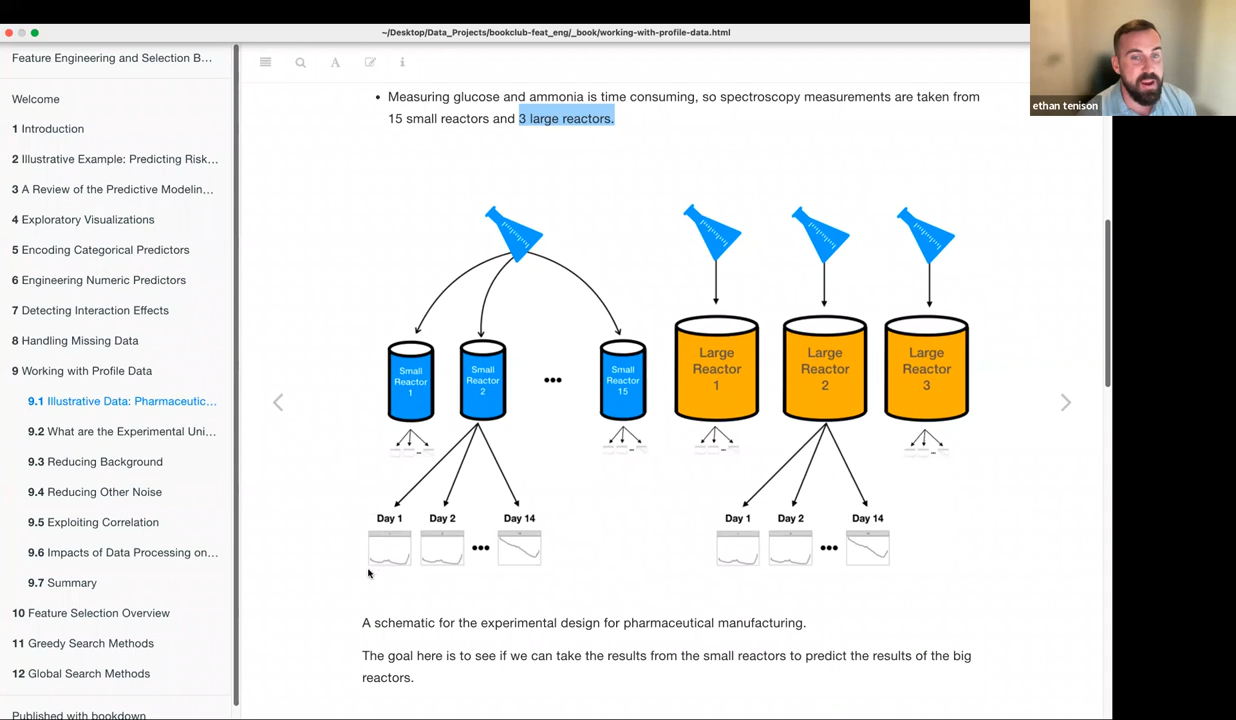 ~/Desktop/Data_Projects/bookclub-feat_eng/_book/working-with-profile-data.html
Feature Engineering and Selection B...
Welcome
1 Introduction
2 Illustrative Example: Predicting Risk...
3 A Review of the Predictive Modelin...
4 Exploratory Visualizations
5 Encoding Categorical Predictors
6 Engineering Numeric Predictors
7 Detecting Interaction Effects
8 Handling Missing Data
9 Working with Profile Data
9.1 Illustrative Data: Pharmaceutic...
9.2 What are the Experimental Uni...
9.3 Reducing Background
9.4 Reducing Other Noise
9.5 Exploiting Correlation
9.6 Impacts of Data Processing on...
9.7 Summary
10 Feature Selection Overview
11 Greedy Search Methods
12 Global Search Methods
Published with bookdown
A
i
• Measuring glucose and ammonia is time consuming, so spectroscopy measurements are taken from
15 small reactors and 3 large reactors.
Small
Reactor
1
Small
Reactor
2
•••
Small
Reactor
15
Large
Reactor
1
Large
Reactor
2
Large
Reactor
3
Day 1
Day 2
•••
Day 14
Day 1
Day 2
•••
Day 14
A schematic for the experimental design for pharmaceutical manufacturing.
The goal here is to see if we can take the results from the small reactors to predict the results of the big
reactors.
ethan tenison